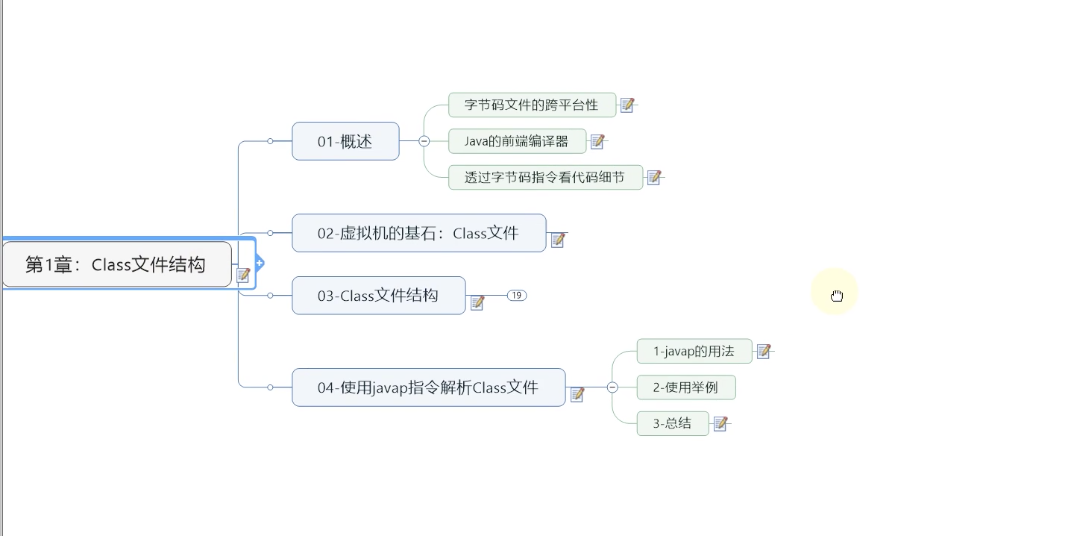 第1章：Class文件结构
01-概述
字节码文件的跨平台性
Java的前端编译器
透过字节码指令看代码细节
02-虚拟机的基石：Class文件
03-Class文件结构
19
04-使用javap指令解析Class文件
1-javap的用法
2-使用举例
3-总结